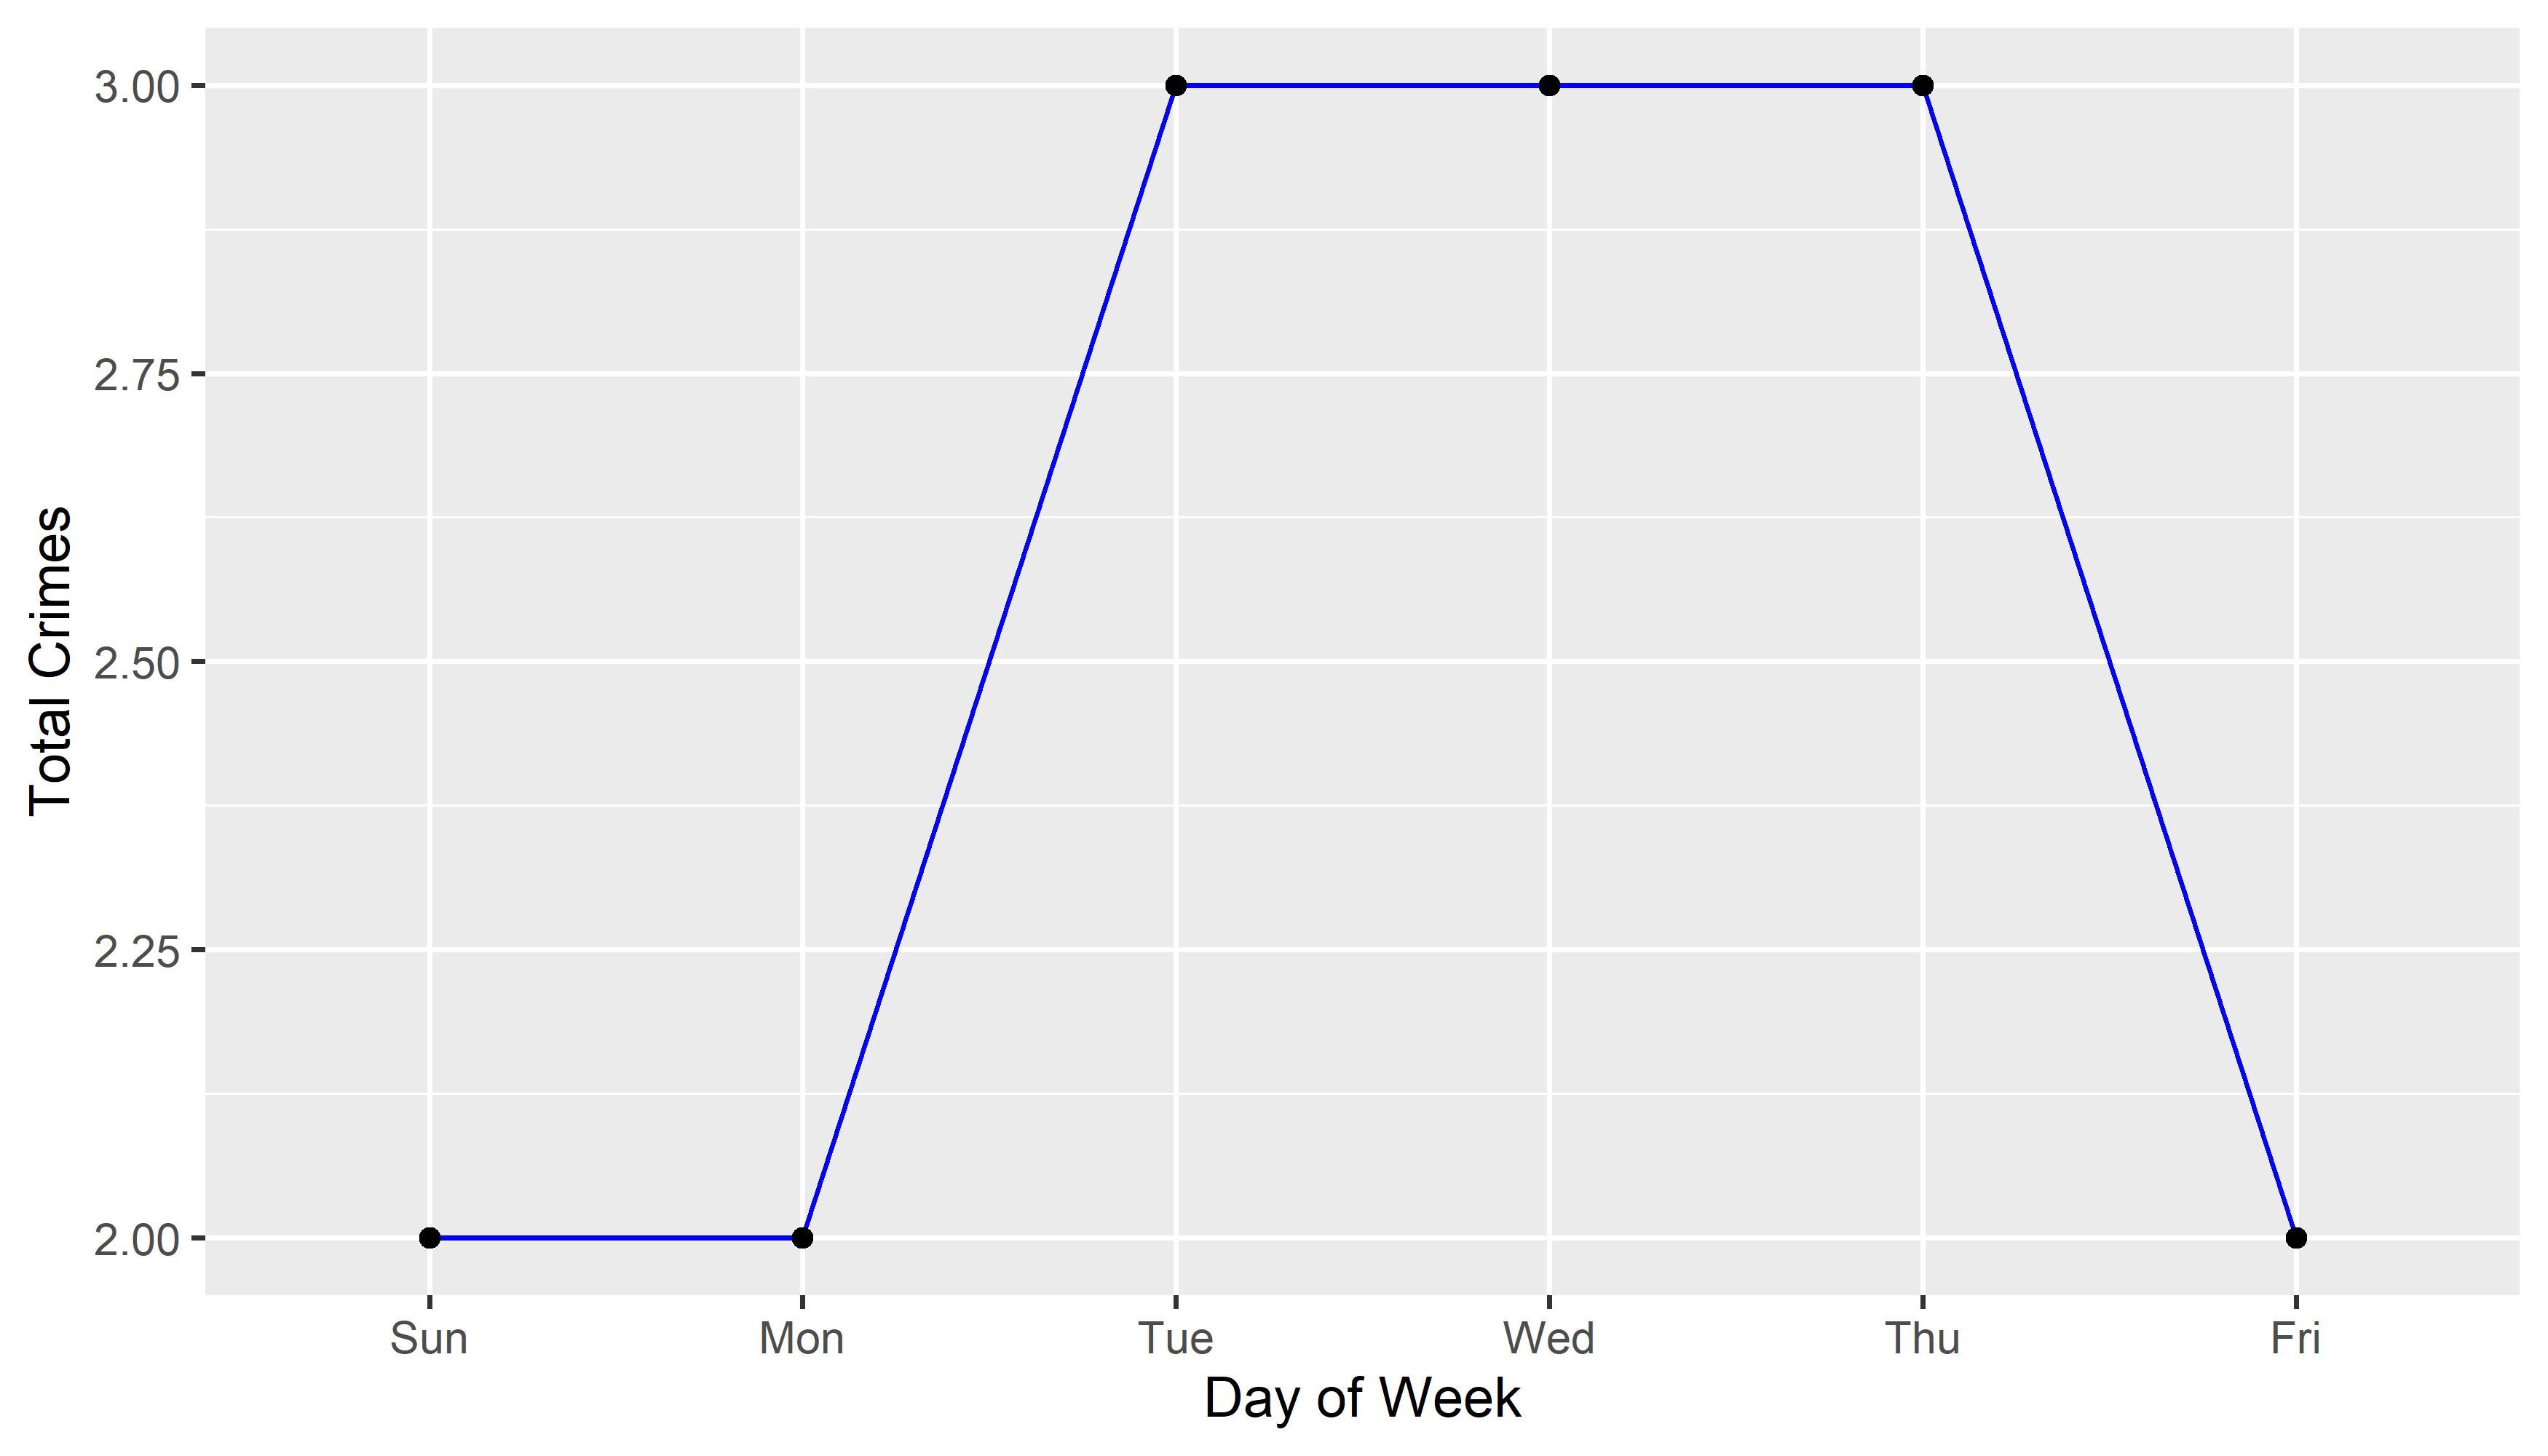 3.00
2.75
2.50
2.25
2.00
Total Crimes
Sun Mon Tue Wed Thu Fri
Day of Week